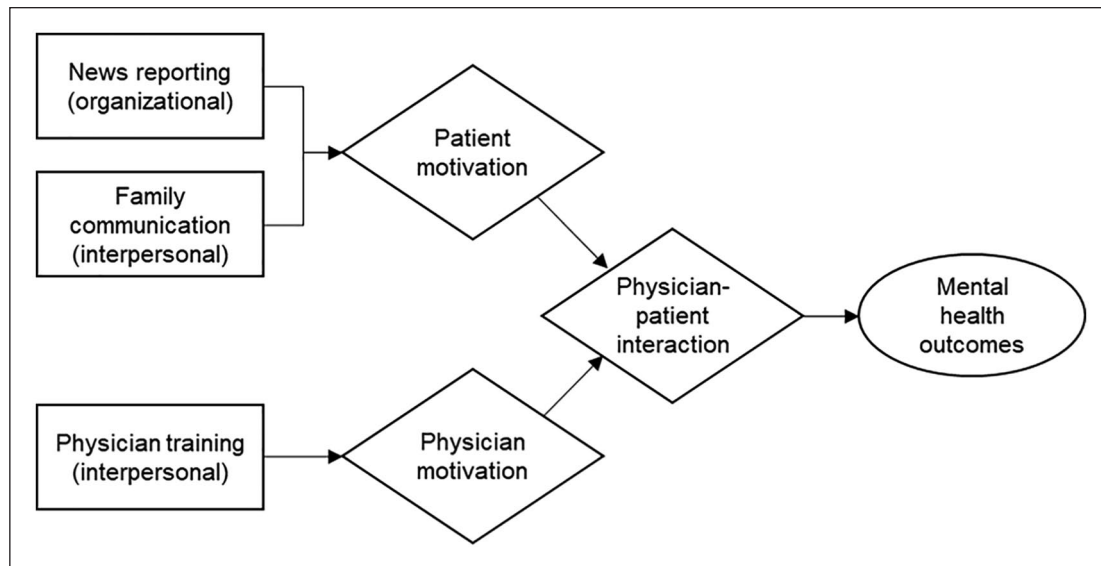 News reporting
(organizational)
Patient
motivation
Family
communication
(interpersonal)
Physician-
patient
interaction
Mental
health
outcomes
Physician training
(interpersonal)
Physician
motivation